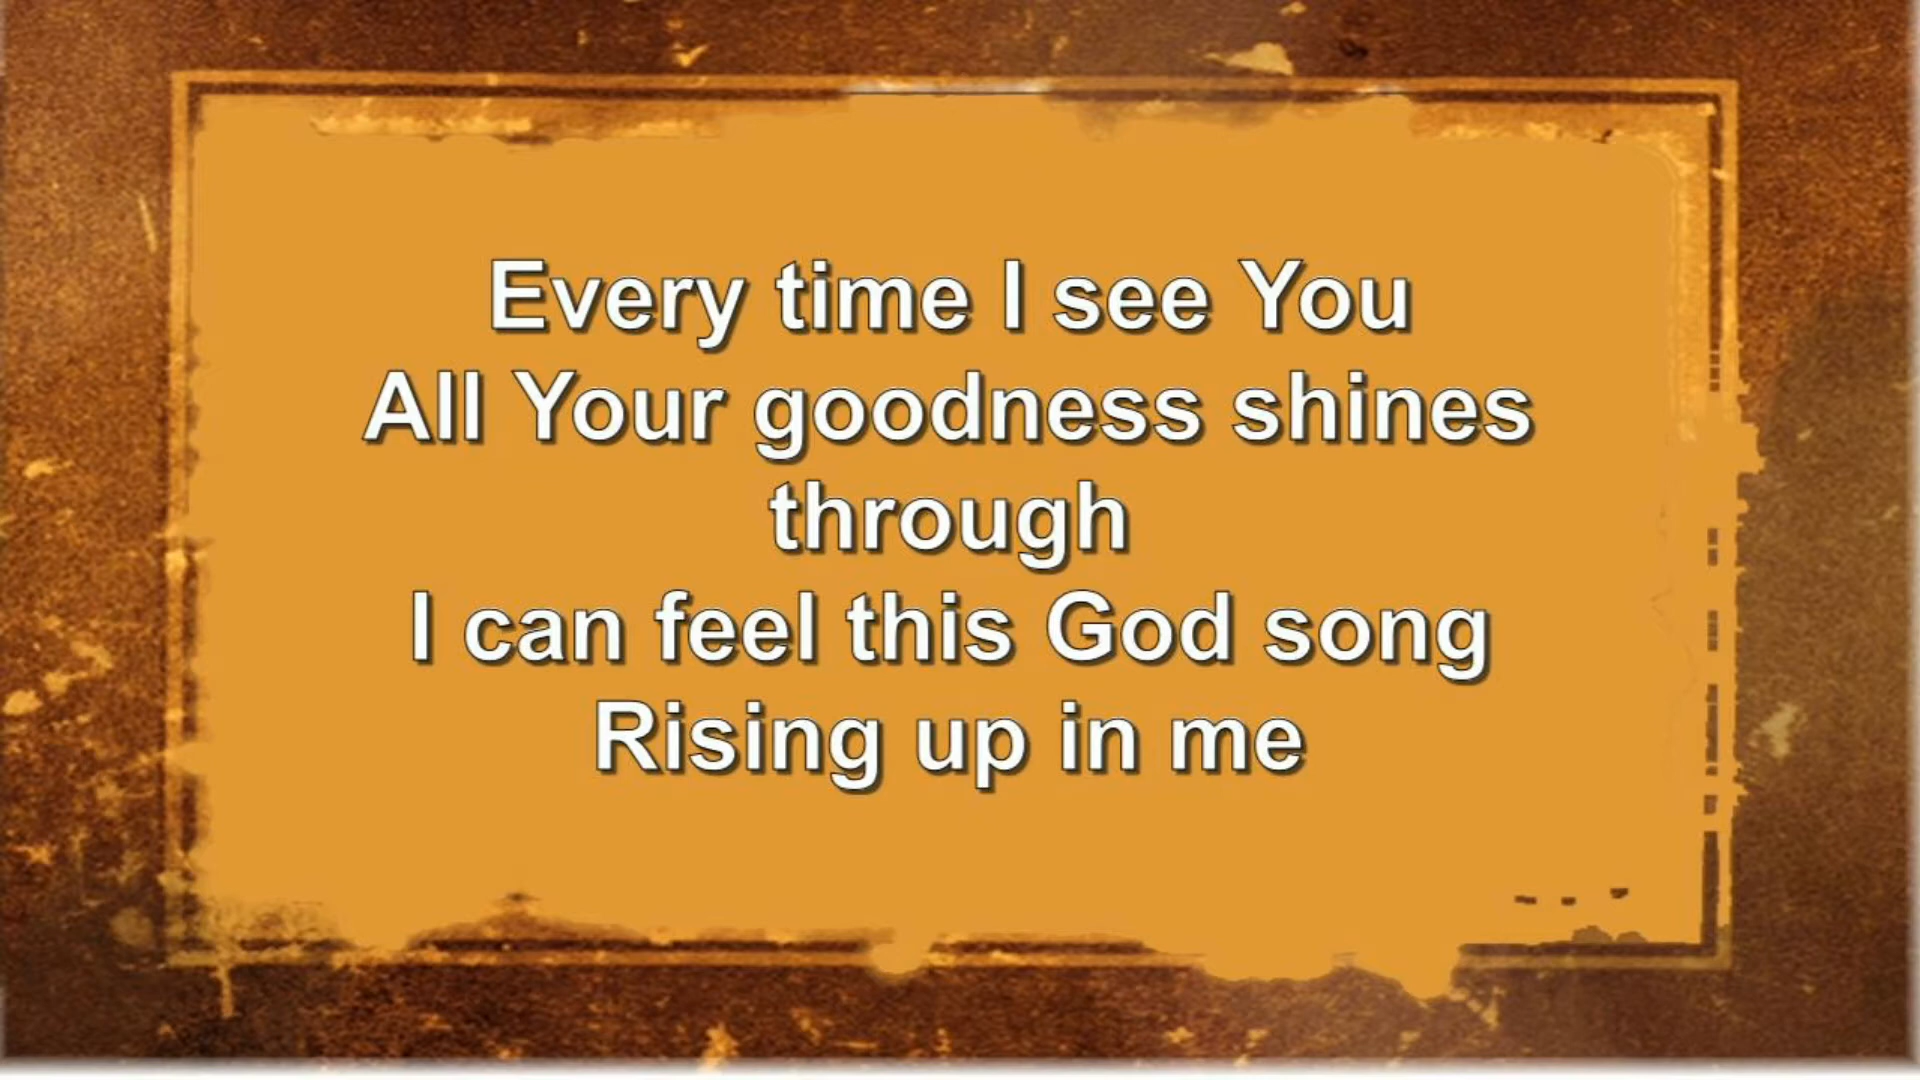 Every time I see You
All Your goodness shines
through
I can feel this God song
Rising up in me